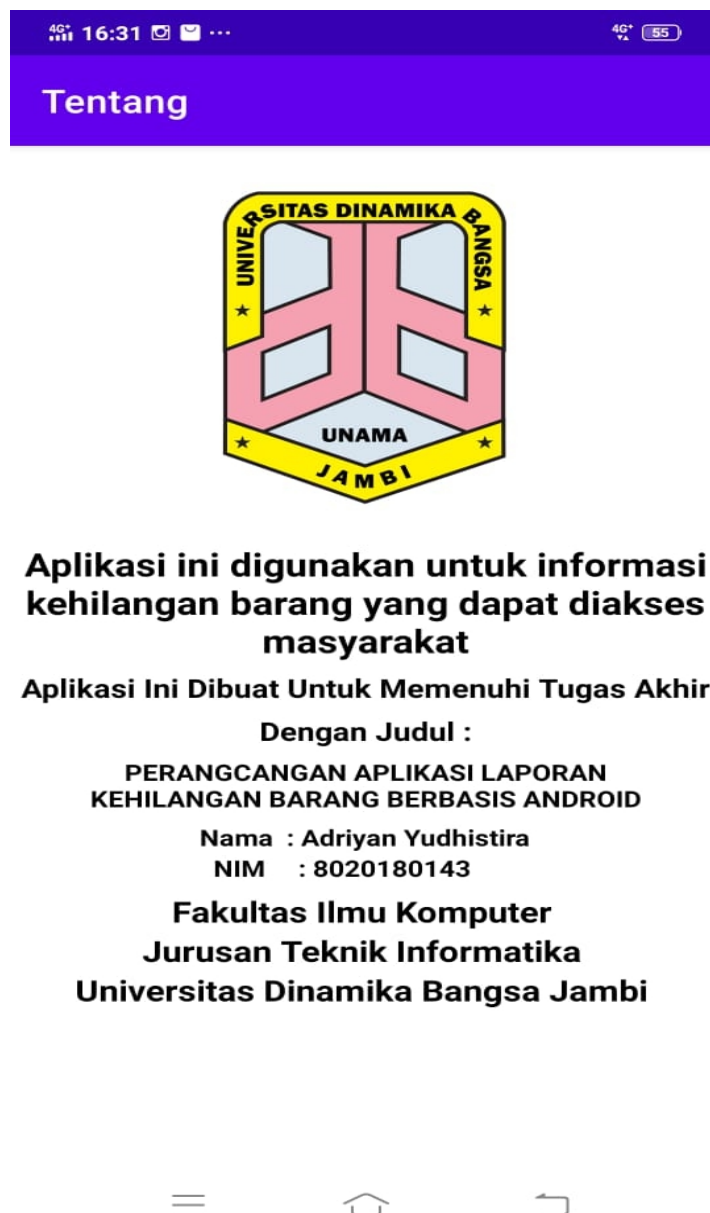 4G+ 16:31 ... 4G+ 55
Tentang
UNIVERSITAS DINAMIKA BANGSA
UNAMA
JAMBI
Aplikasi ini digunakan untuk informasi
kehilangan barang yang dapat diakses
masyarakat
Aplikasi Ini Dibuat Untuk Memenuhi Tugas Akhir
Dengan Judul :
PERANGCANGAN APLIKASI LAPORAN
KEHILANGAN BARANG BERBASIS ANDROID
Nama : Adriyan Yudhistira
NIM : 8020180143
Fakultas Ilmu Komputer
Jurusan Teknik Informatika
Universitas Dinamika Bangsa Jambi